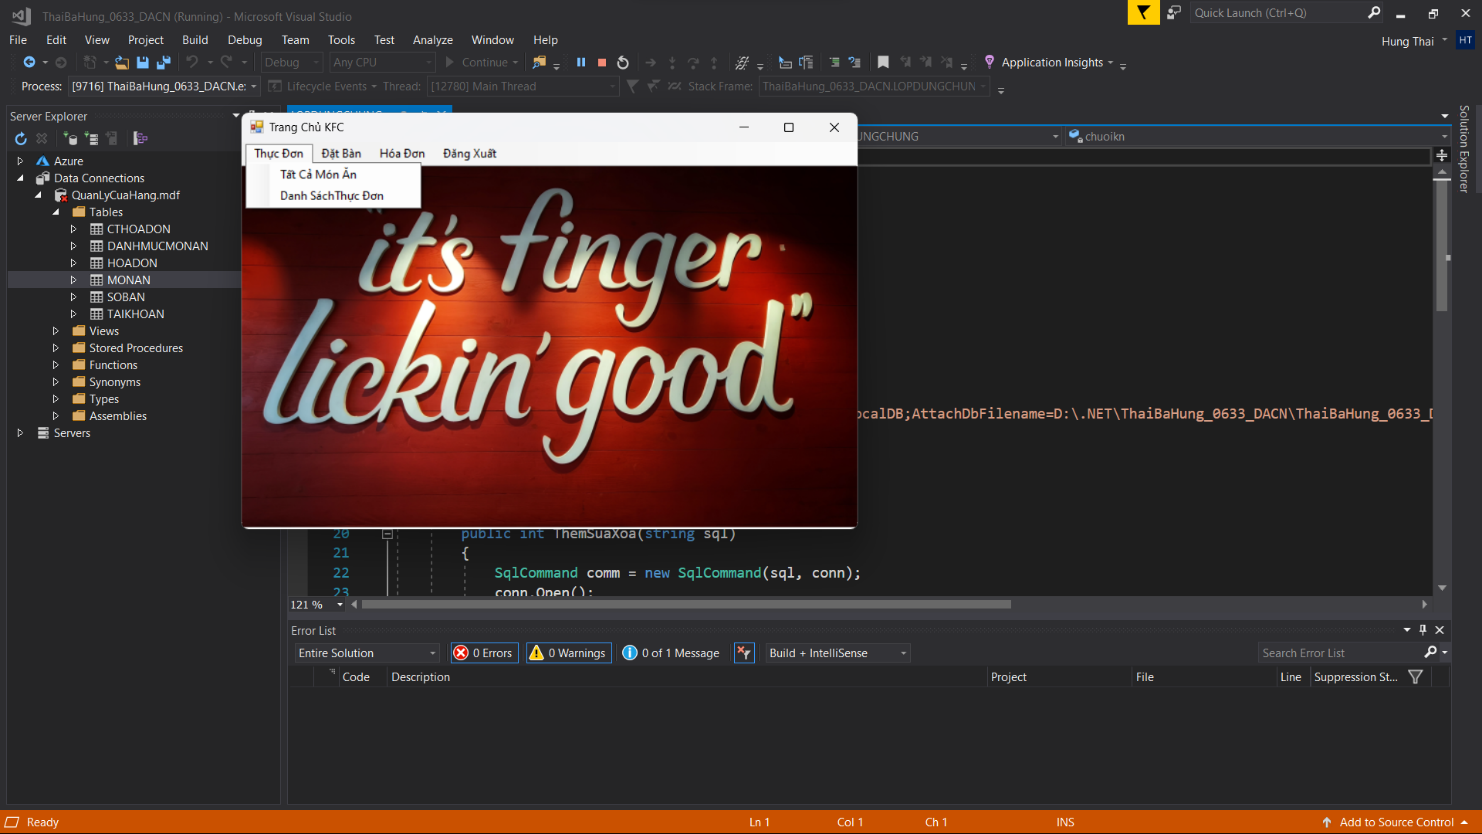 ThaiBaHung_0633_DACN (Running) - Microsoft Visual Studio
Quick Launch (Ctrl+Q)
File Edit View Project Build Debug Team Tools Test Analyze Window Help
Hung Thai HT
Debug Any CPU Continue Application Insights
Process: [9716] ThaiBaHung_0633_DACN.e: Lifecycle Events Thread: [12780] Main Thread Stack Frame: ThaiBaHung_0633_DACN.LOPDUNGCHUN
Server Explorer
Azure
Data Connections
QuanLyCuaHang.mdf
Tables
CTHOADON
DANHMUCMONAN
HOADON
MONAN
SOBAN
TAIKHOAN
Views
Stored Procedures
Functions
Synonyms
Types
Assemblies
Servers
Trang Chủ KFC
Thực Đơn Đặt Bàn Hóa Đơn Đăng Xuất
Tất Cả Món Ăn
Danh SáchThực Đơn
"it's finger
lickin' good"
UNGCHUNG chuoikn
Solution Explorer
ocalDB;AttachDbFilename=D:\.NET\ThaiBaHung_0633_DACN\ThaiBaHung_0633_D
20 public int ThemSuaXoa(string sql)
21 {
22 SqlCommand comm = new SqlCommand(sql, conn);
23 conn.Open();
121 %
Error List
Entire Solution 0 Errors 0 Warnings 0 of 1 Message Build + IntelliSense Search Error List
Code Description Project File Line Suppression St...
Ready Ln 1 Col 1 Ch 1 INS Add to Source Control